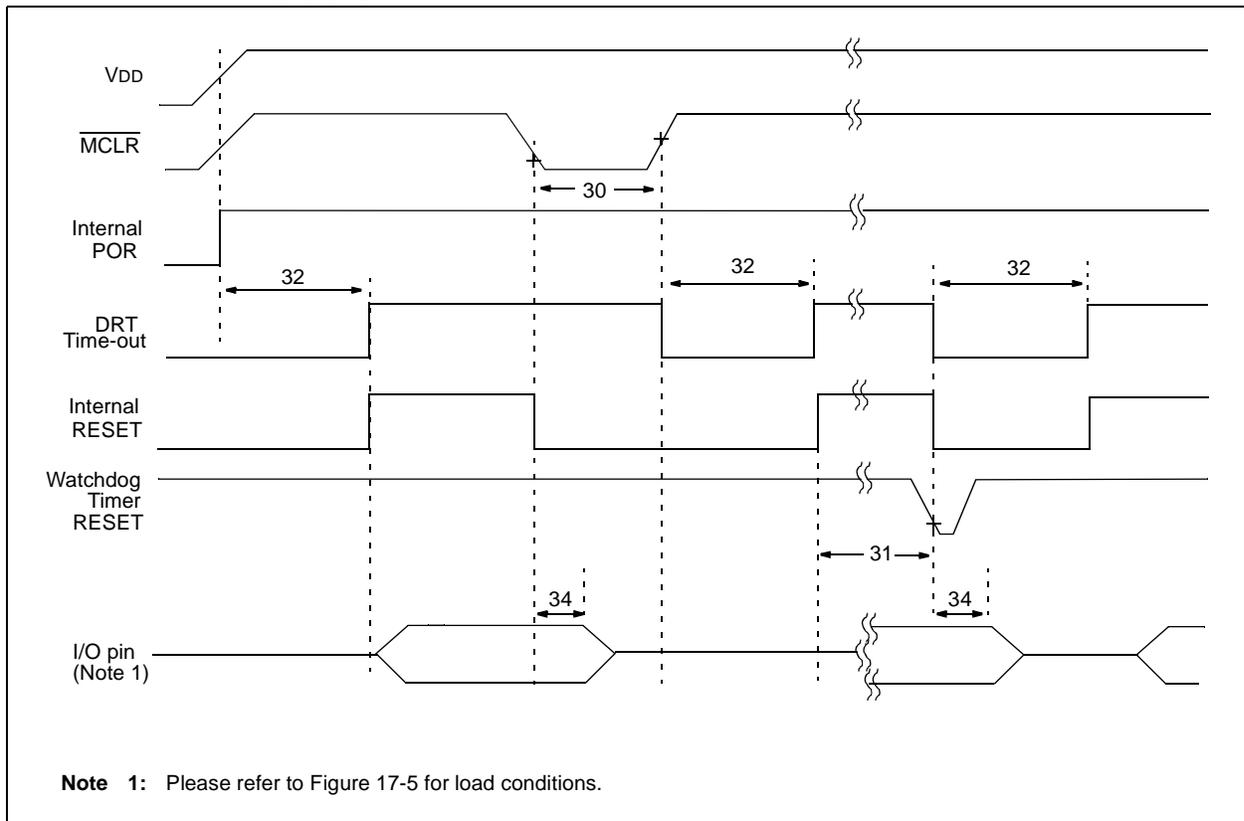 VDD
MCLR
30
Internal
POR
32
32
32
DRT
Time-out
Internal
RESET
Watchdog
Timer
RESET
31
34
34
I/O pin
(Note 1)
Note 1: Please refer to Figure 17-5 for load conditions.